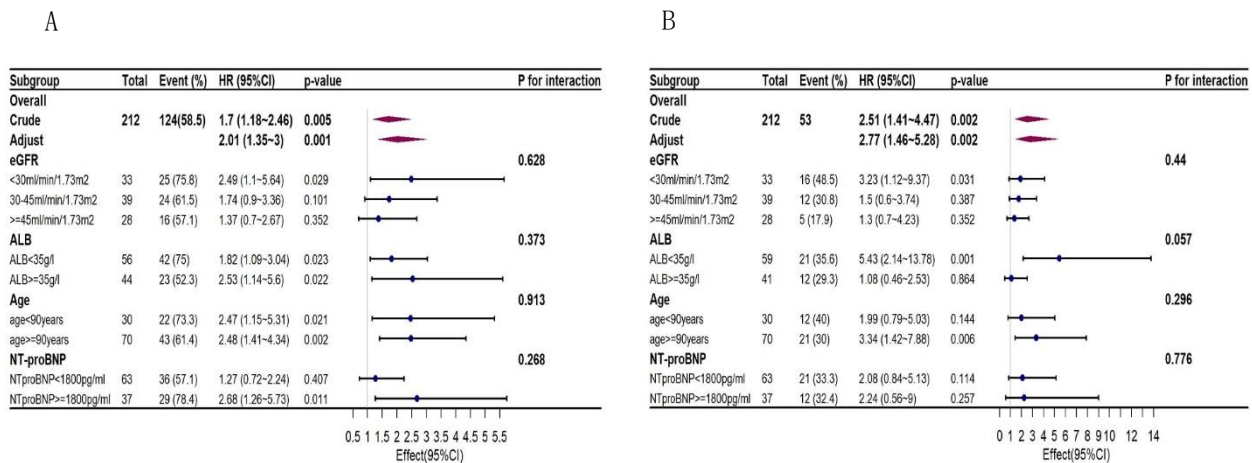 A
Subgroup Total Event (%) HR (95%CI) p-value P for interaction
Overall
Crude 212 124(58.5) 1.7 (1.18~2.46) 0.005
Adjust 2.01 (1.35~3) 0.001
eGFR 0.628
<30ml/min/1.73m2 33 25 (75.8) 2.49 (1.1~5.64) 0.029
30-45ml/min/1.73m2 39 24 (61.5) 1.74 (0.9~3.36) 0.101
>=45ml/min/1.73m2 28 16 (57.1) 1.37 (0.7~2.67) 0.352
ALB 0.373
ALB<35g/l 56 42 (75) 1.82 (1.09~3.04) 0.023
ALB>=35g/l 44 23 (52.3) 2.53 (1.14~5.6) 0.022
Age 0.913
age<90years 30 22 (73.3) 2.47 (1.15~5.31) 0.021
age>=90years 70 43 (61.4) 2.48 (1.41~4.34) 0.002
NT-proBNP 0.268
NTproBNP<1800pg/ml 63 36 (57.1) 1.27 (0.72~2.24) 0.407
NTproBNP>=1800pg/ml 37 29 (78.4) 2.68 (1.26~5.73) 0.011
0.5 1 1.5 2 2.5 3 3.5 4 4.5 5 5.5
Effect(95%CI)
B
Subgroup Total Event (%) HR (95%CI) p-value P for interaction
Overall
Crude 212 53 2.51 (1.41~4.47) 0.002
Adjust 2.77 (1.46~5.28) 0.002
eGFR 0.44
<30ml/min/1.73m2 33 16 (48.5) 3.23 (1.12~9.37) 0.031
30-45ml/min/1.73m2 39 12 (30.8) 1.5 (0.6~3.74) 0.387
>=45ml/min/1.73m2 28 5 (17.9) 1.3 (0.7~4.23) 0.352
ALB 0.057
ALB<35g/l 59 21 (35.6) 5.43 (2.14~13.78) 0.001
ALB>=35g/l 41 12 (29.3) 1.08 (0.46~2.53) 0.864
Age 0.296
age<90years 30 12 (40) 1.99 (0.79~5.03) 0.144
age>=90years 70 21 (30) 3.34 (1.42~7.88) 0.006
NT-proBNP 0.776
NTproBNP<1800pg/ml 63 21 (33.3) 2.08 (0.84~5.13) 0.114
NTproBNP>=1800pg/ml 37 12 (32.4) 2.24 (0.56~9) 0.257
0 1 2 3 4 5 6 7 8 9 10 12 14
Effect(95%CI)